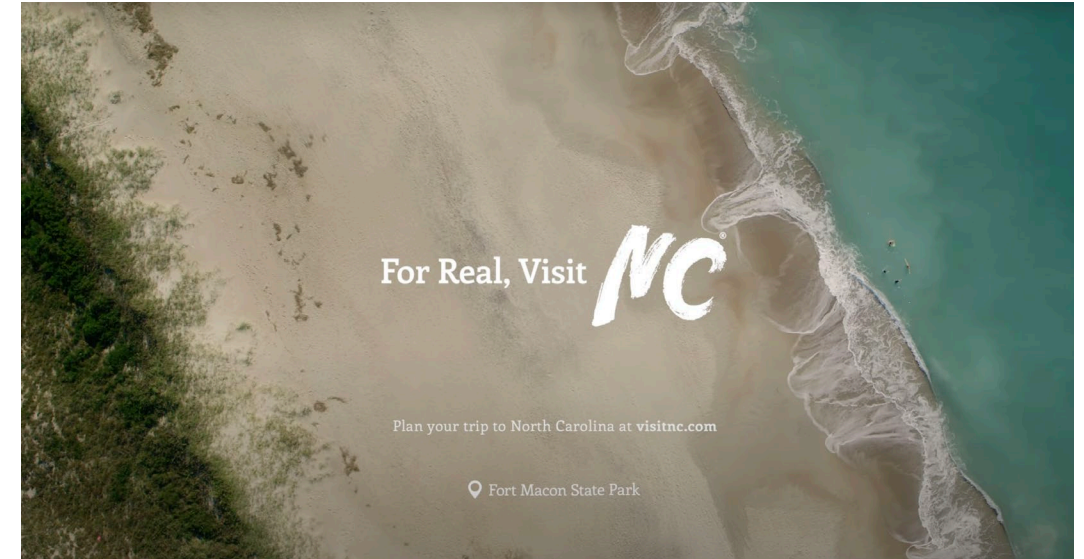 For Real, Visit NC®
Plan your trip to North Carolina at visitnc.com
Fort Macon State Park